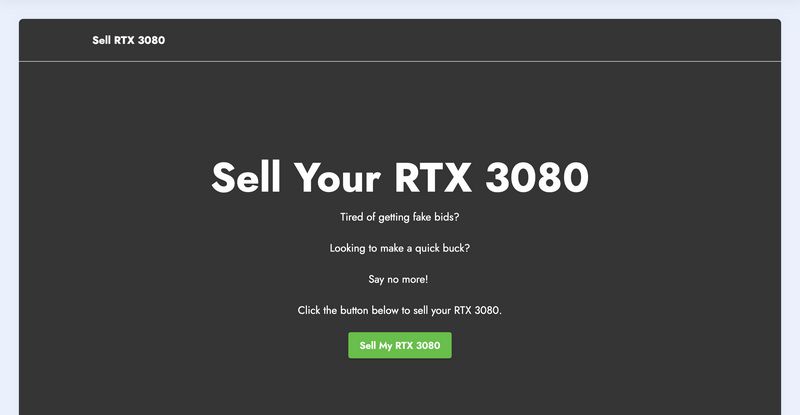 Sell RTX 3080
Sell Your RTX 3080
Tired of getting fake bids?
Looking to make a quick buck?
Say no more!
Click the button below to sell your RTX 3080.
Sell My RTX 3080